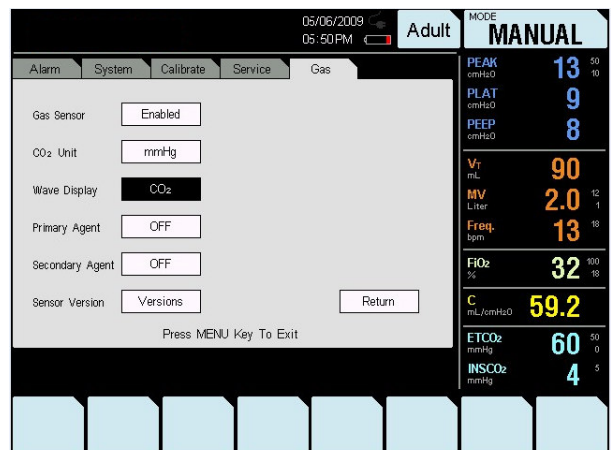 05/06/2009
05:50PM
Adult
MODE
MANUAL
Alarm System Calibrate Service Gas
Gas Sensor Enabled
CO₂ Unit mmHg
Wave Display CO₂
Primary Agent OFF
Secondary Agent OFF
Sensor Version Versions Return
Press MENU Key To Exit
PEAK 13 50
cmH₂O 10
PLAT 9
cmH₂O
PEEP 8
cmH₂O
VT 90
mL
MV 2.0 12
Liter 1
Freq. 13 18
bpm
FiO₂ 32 100
% 18
C 59.2
mL/cmH₂O
ETCO₂ 60 50
mmHg 0
INSCO₂ 4 5
mmHg